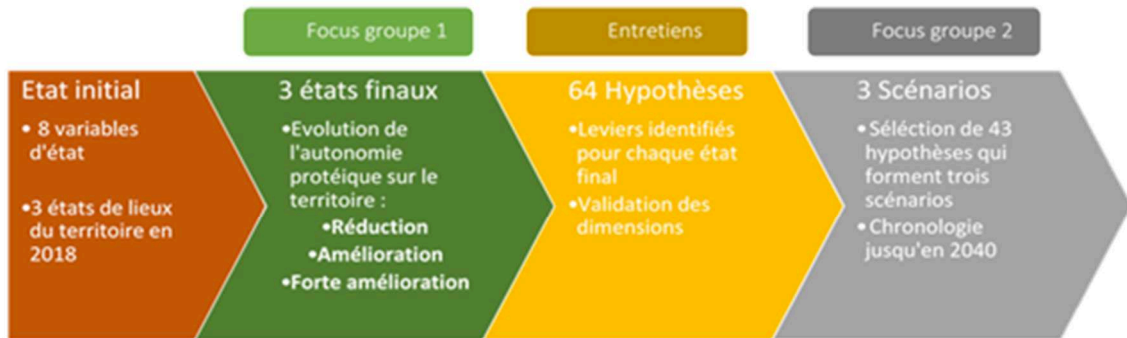 Focus groupe 1
Entretiens
Focus groupe 2
Etat initial
• 8 variables
d'état
•3 états de lieux
du territoire en
2018
3 états finaux
•Evolution de
l'autonomie
protéique sur le
territoire :
•Réduction
•Amélioration
•Forte amélioration
64 Hypothèses
•Leviers identifiés
pour chaque état
final
•Validation des
dimensions
3 Scénarios
•Séléction de 43
hypothèses qui
forment trois
scénarios
•Chronologie
jusqu'en 2040